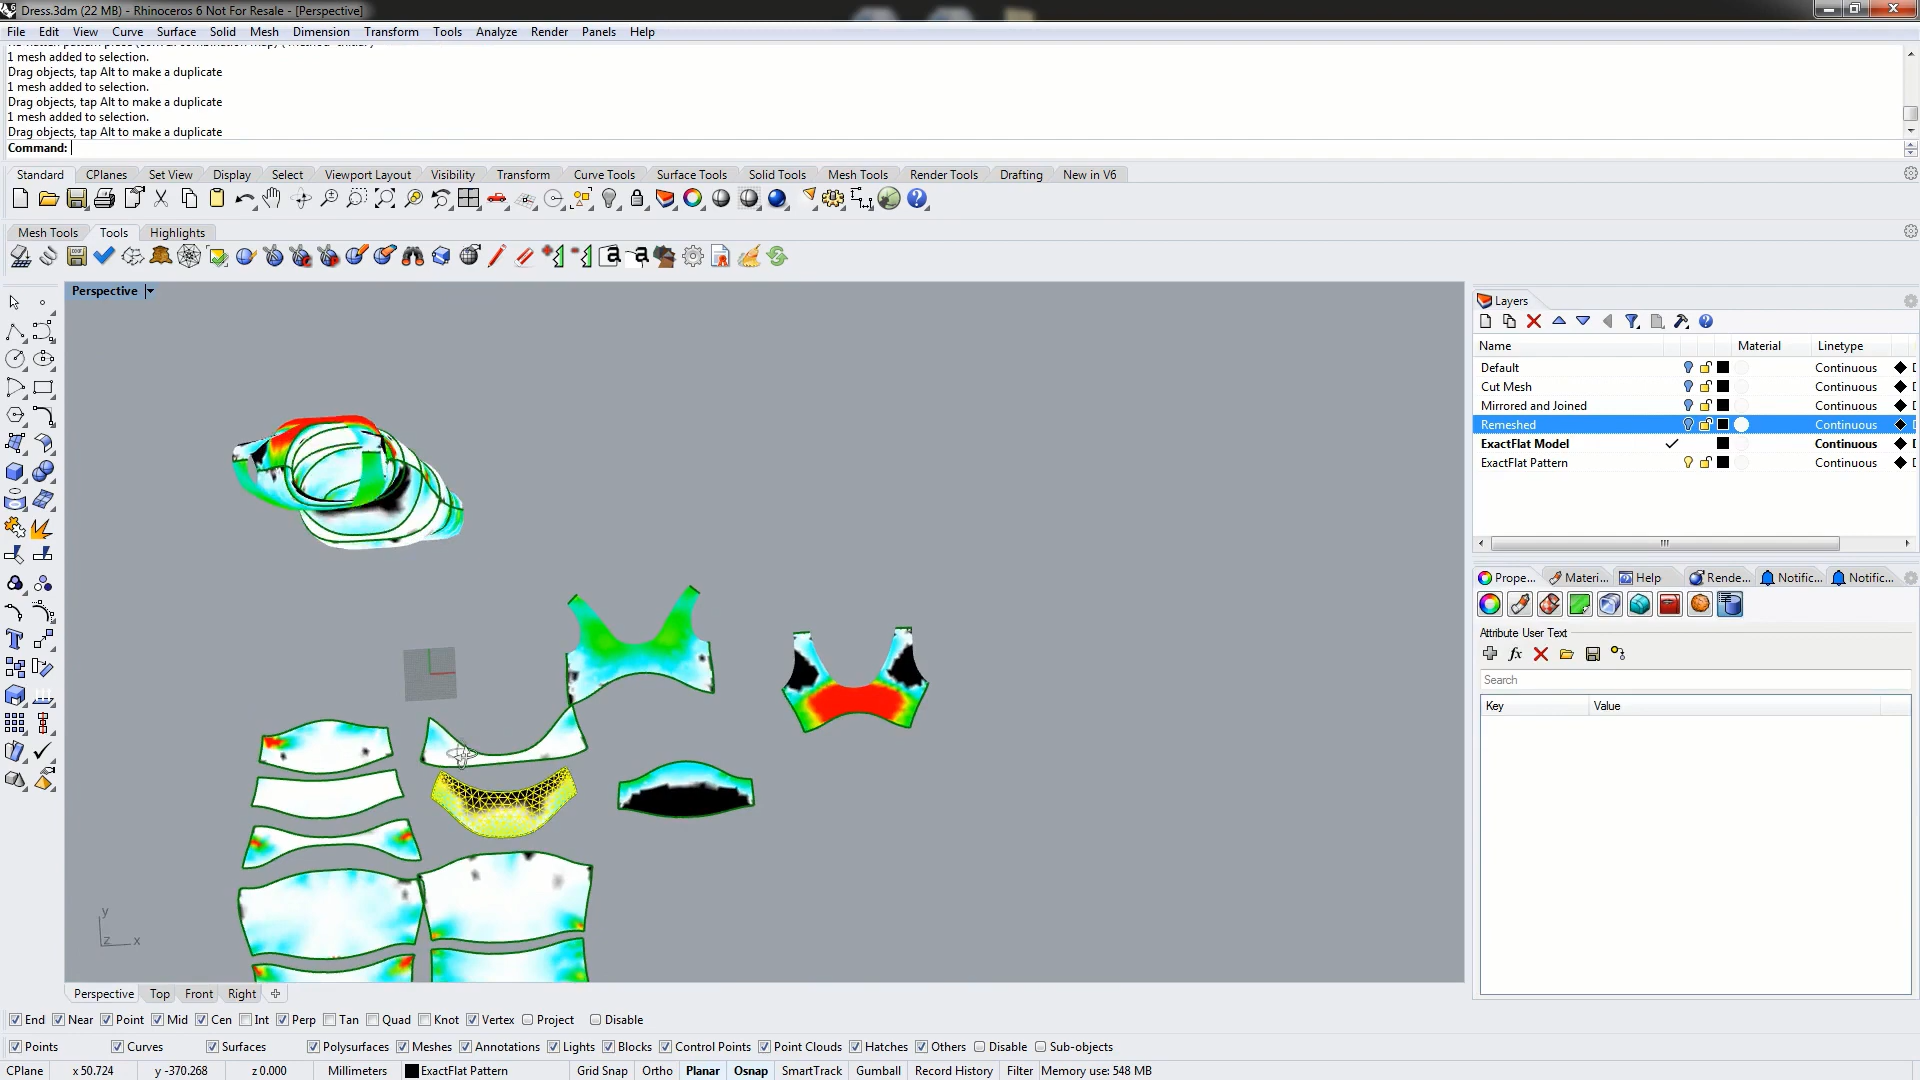 Dress.3dm (22 MB) - Rhinoceros 6 Not For Resale - [Perspective]
File Edit View Curve Surface Solid Mesh Dimension Transform Tools Analyze Render Panels Help
1 mesh added to selection.
Drag objects, tap Alt to make a duplicate
1 mesh added to selection.
Drag objects, tap Alt to make a duplicate
1 mesh added to selection.
Drag objects, tap Alt to make a duplicate
Command:
Standard CPlanes Set View Display Select Viewport Layout Visibility Transform Curve Tools Surface Tools Solid Tools Mesh Tools Render Tools Drafting New in V6
Mesh Tools Tools Highlights
Perspective
Layers
Name Material Linetype
Default Continuous
Cut Mesh Continuous
Mirrored and Joined Continuous
Remeshed Continuous
ExactFlat Model Continuous
ExactFlat Pattern Continuous
Prope... Materi... Help Rende... Notific... Notific...
Attribute User Text
Search
Key Value
y
z x
Perspective Top Front Right
End Near Point Mid Cen Int Perp Tan Quad Knot Vertex Project Disable
Points Curves Surfaces Polysurfaces Meshes Annotations Lights Blocks Control Points Point Clouds Hatches Others Disable Sub-objects
CPlane x 50.724 y -370.268 z 0.000 Millimeters ExactFlat Pattern Grid Snap Ortho Planar Osnap SmartTrack Gumball Record History Filter Memory use: 548 MB